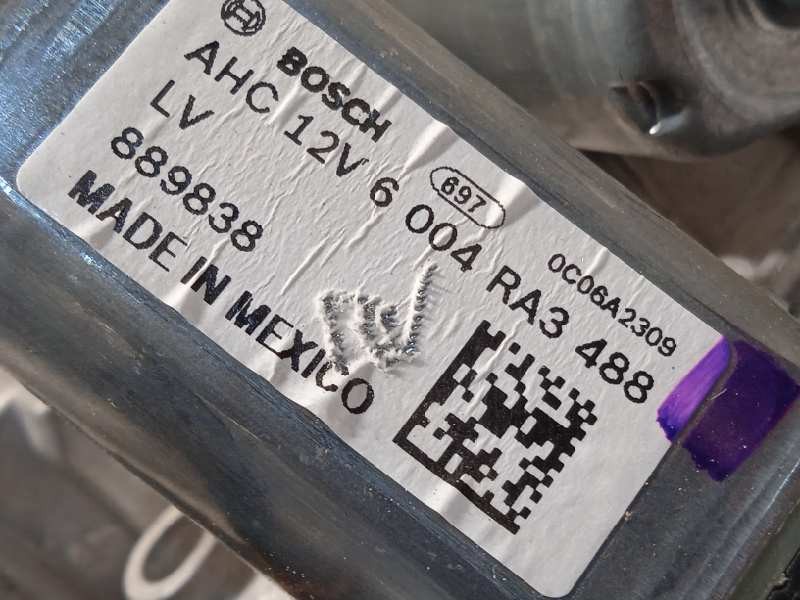 BOSCH
697
0C06A2309
AHC 12V 6 004 RA3 488
LV
889838
MADE IN MEXICO